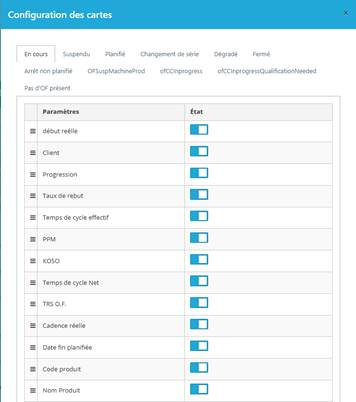 Configuration des cartes
×
En cours Suspendu Planifié Changement de série Dégradé Fermé
Arrêt non planifié OFSuspMachineProd ofCCInprogress ofCCInprogressQualificationNeeded
Pas d'OF présent
Paramètres État
début reélle
Client
Progression
Taux de rebut
Temps de cycle effectif
PPM
KOSO
Temps de cycle Net
TRS O.F.
Cadence réelle
Date fin planifiée
Code produit
Nom Produit